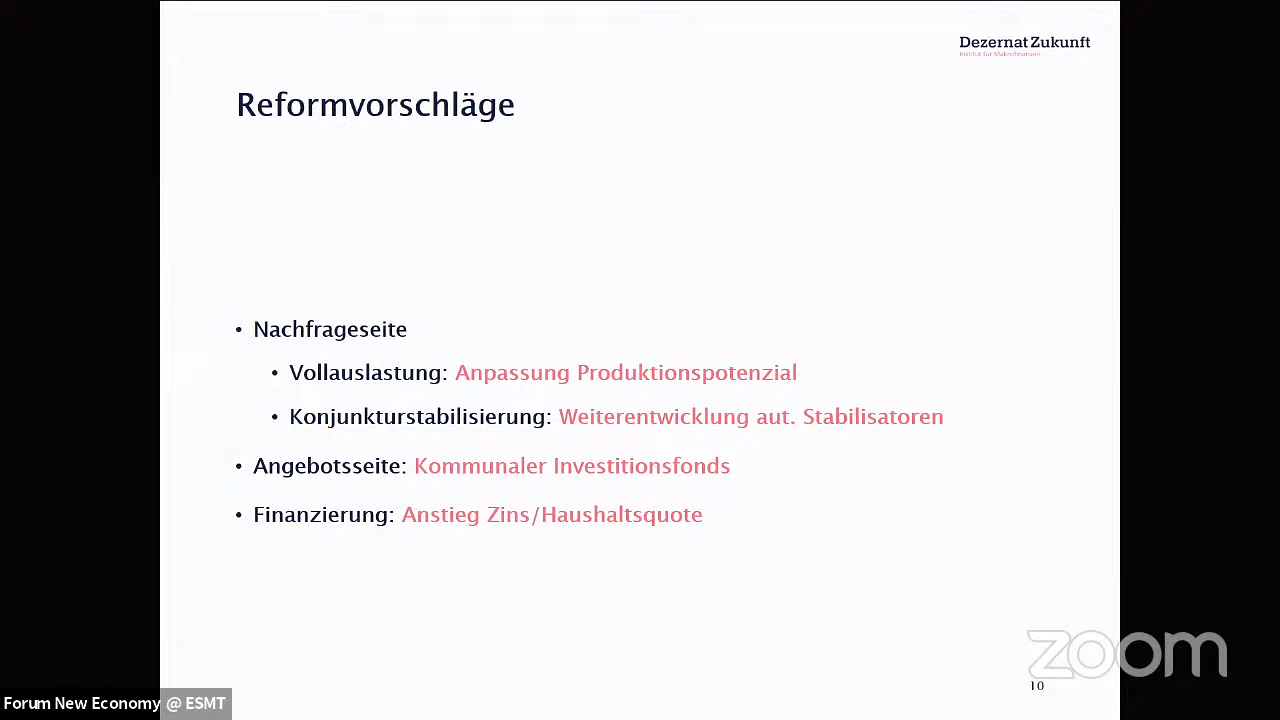 Dezernat Zukunft
Institut für Makrofinanzen
Reformvorschläge
• Nachfrageseite
• Vollauslastung: Anpassung Produktionspotenzial
• Konjunkturstabilisierung: Weiterentwicklung aut. Stabilisatoren
• Angebotsseite: Kommunaler Investitionsfonds
• Finanzierung: Anstieg Zins/Haushaltsquote
zoom
10
Forum New Economy @ ESMT